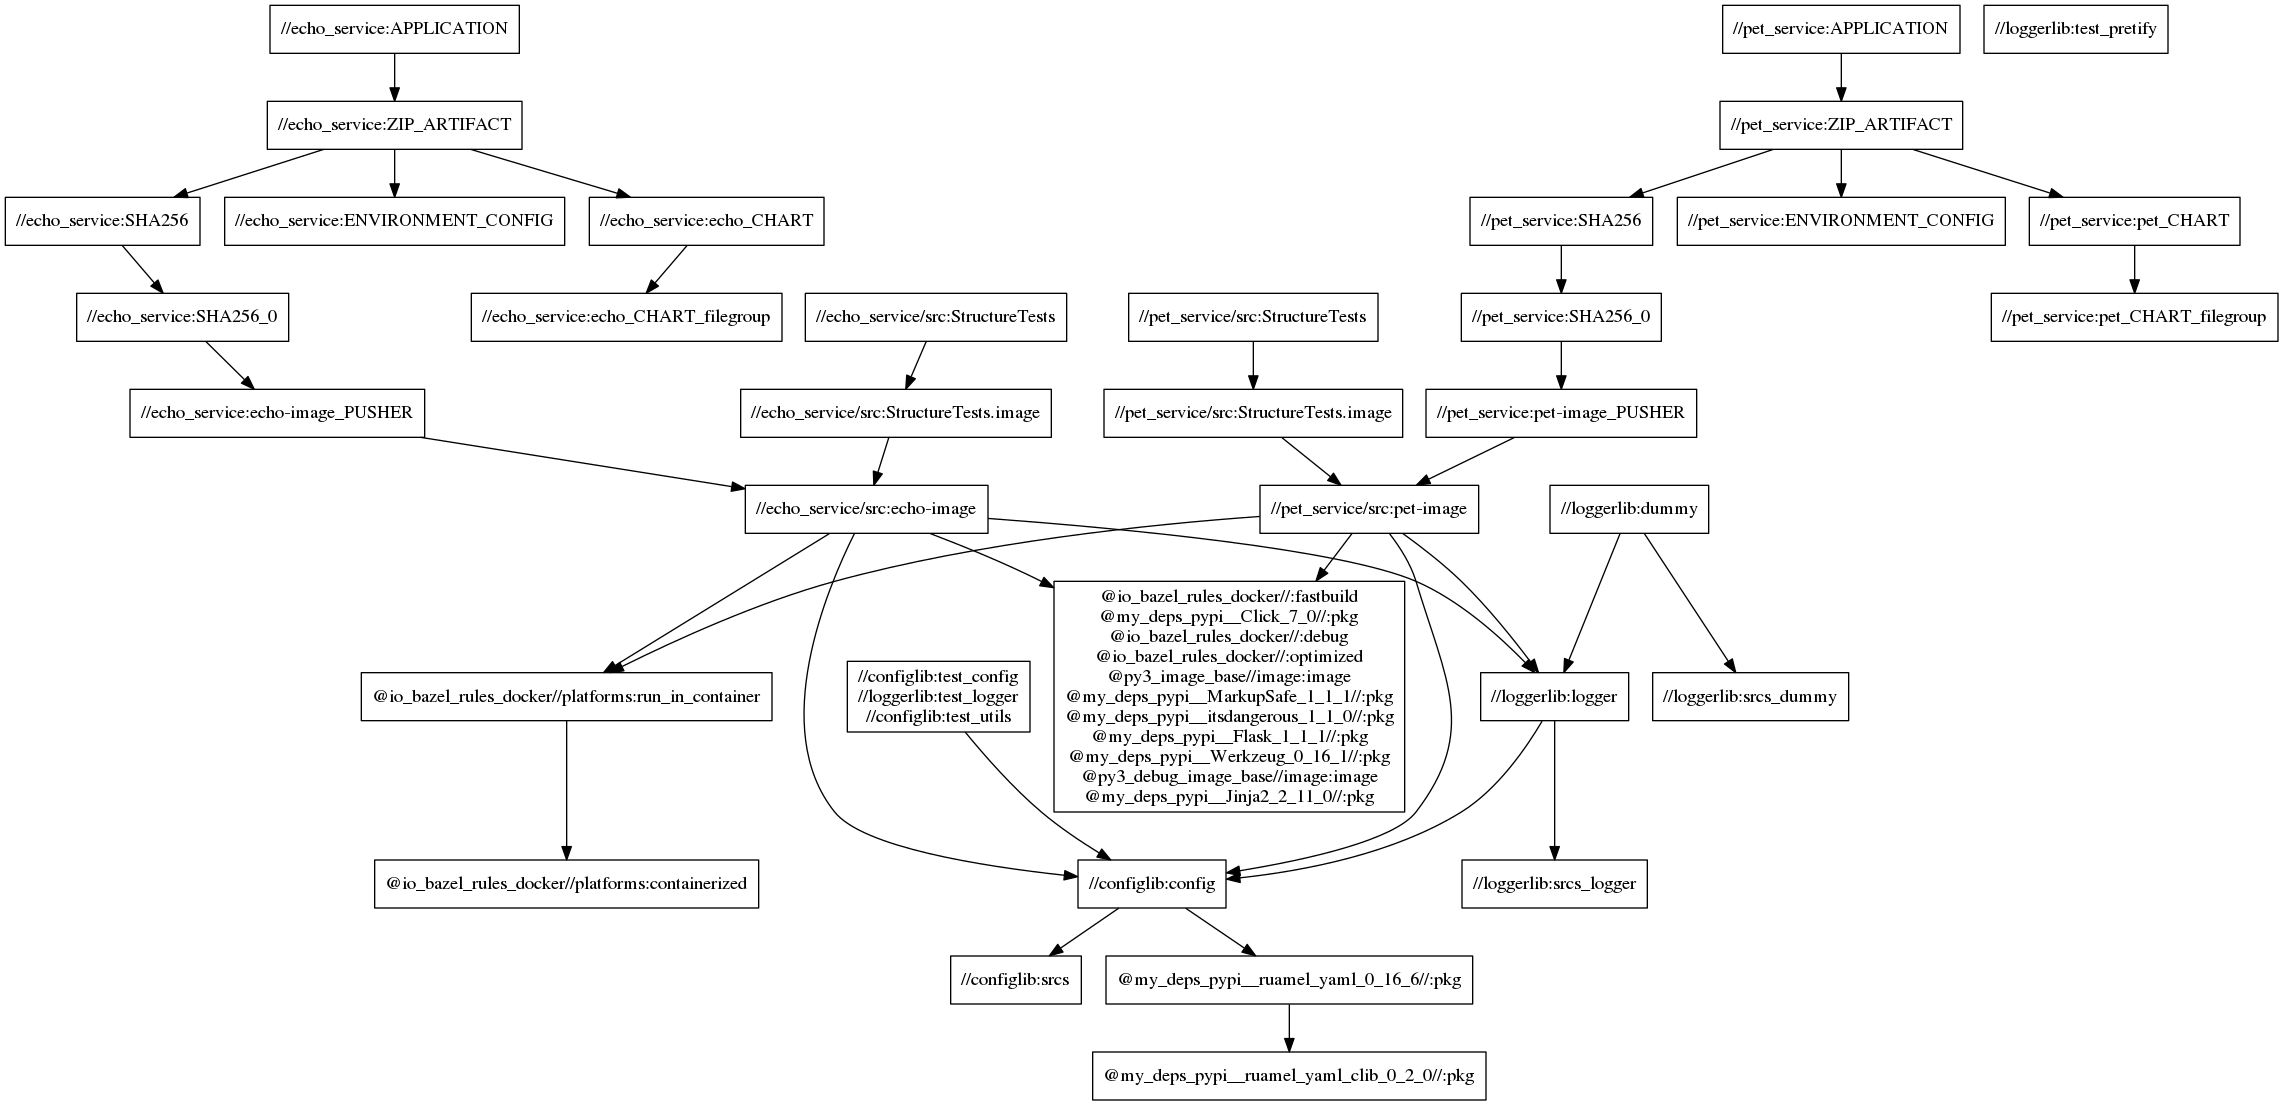 //echo_service:APPLICATION
//pet_service:APPLICATION
//loggerlib:test_pretify
//echo_service:ZIP_ARTIFACT
//pet_service:ZIP_ARTIFACT
//echo_service:SHA256
//echo_service:ENVIRONMENT_CONFIG
//echo_service:echo_CHART
//pet_service:SHA256
//pet_service:ENVIRONMENT_CONFIG
//pet_service:pet_CHART
//echo_service:SHA256_0
//echo_service:echo_CHART_filegroup
//echo_service/src:StructureTests
//pet_service/src:StructureTests
//pet_service:SHA256_0
//pet_service:pet_CHART_filegroup
//echo_service:echo-image_PUSHER
//echo_service/src:StructureTests.image
//pet_service/src:StructureTests.image
//pet_service:pet-image_PUSHER
//echo_service/src:echo-image
//pet_service/src:pet-image
//loggerlib:dummy
@io_bazel_rules_docker//platforms:run_in_container
//configlib:test_config
//loggerlib:test_logger
//configlib:test_utils
@io_bazel_rules_docker//:fastbuild
@my_deps_pypi__Click_7_0//:pkg
@io_bazel_rules_docker//:debug
@io_bazel_rules_docker//:optimized
@py3_image_base//image:image
@my_deps_pypi__MarkupSafe_1_1_1//:pkg
@my_deps_pypi__itsdangerous_1_1_0//:pkg
@my_deps_pypi__Flask_1_1_1//:pkg
@my_deps_pypi__Werkzeug_0_16_1//:pkg
@py3_debug_image_base//image:image
@my_deps_pypi__Jinja2_2_11_0//:pkg
//loggerlib:logger
//loggerlib:srcs_dummy
@io_bazel_rules_docker//platforms:containerized
//configlib:config
//loggerlib:srcs_logger
//configlib:srcs
@my_deps_pypi__ruamel_yaml_0_16_6//:pkg
@my_deps_pypi__ruamel_yaml_clib_0_2_0//:pkg